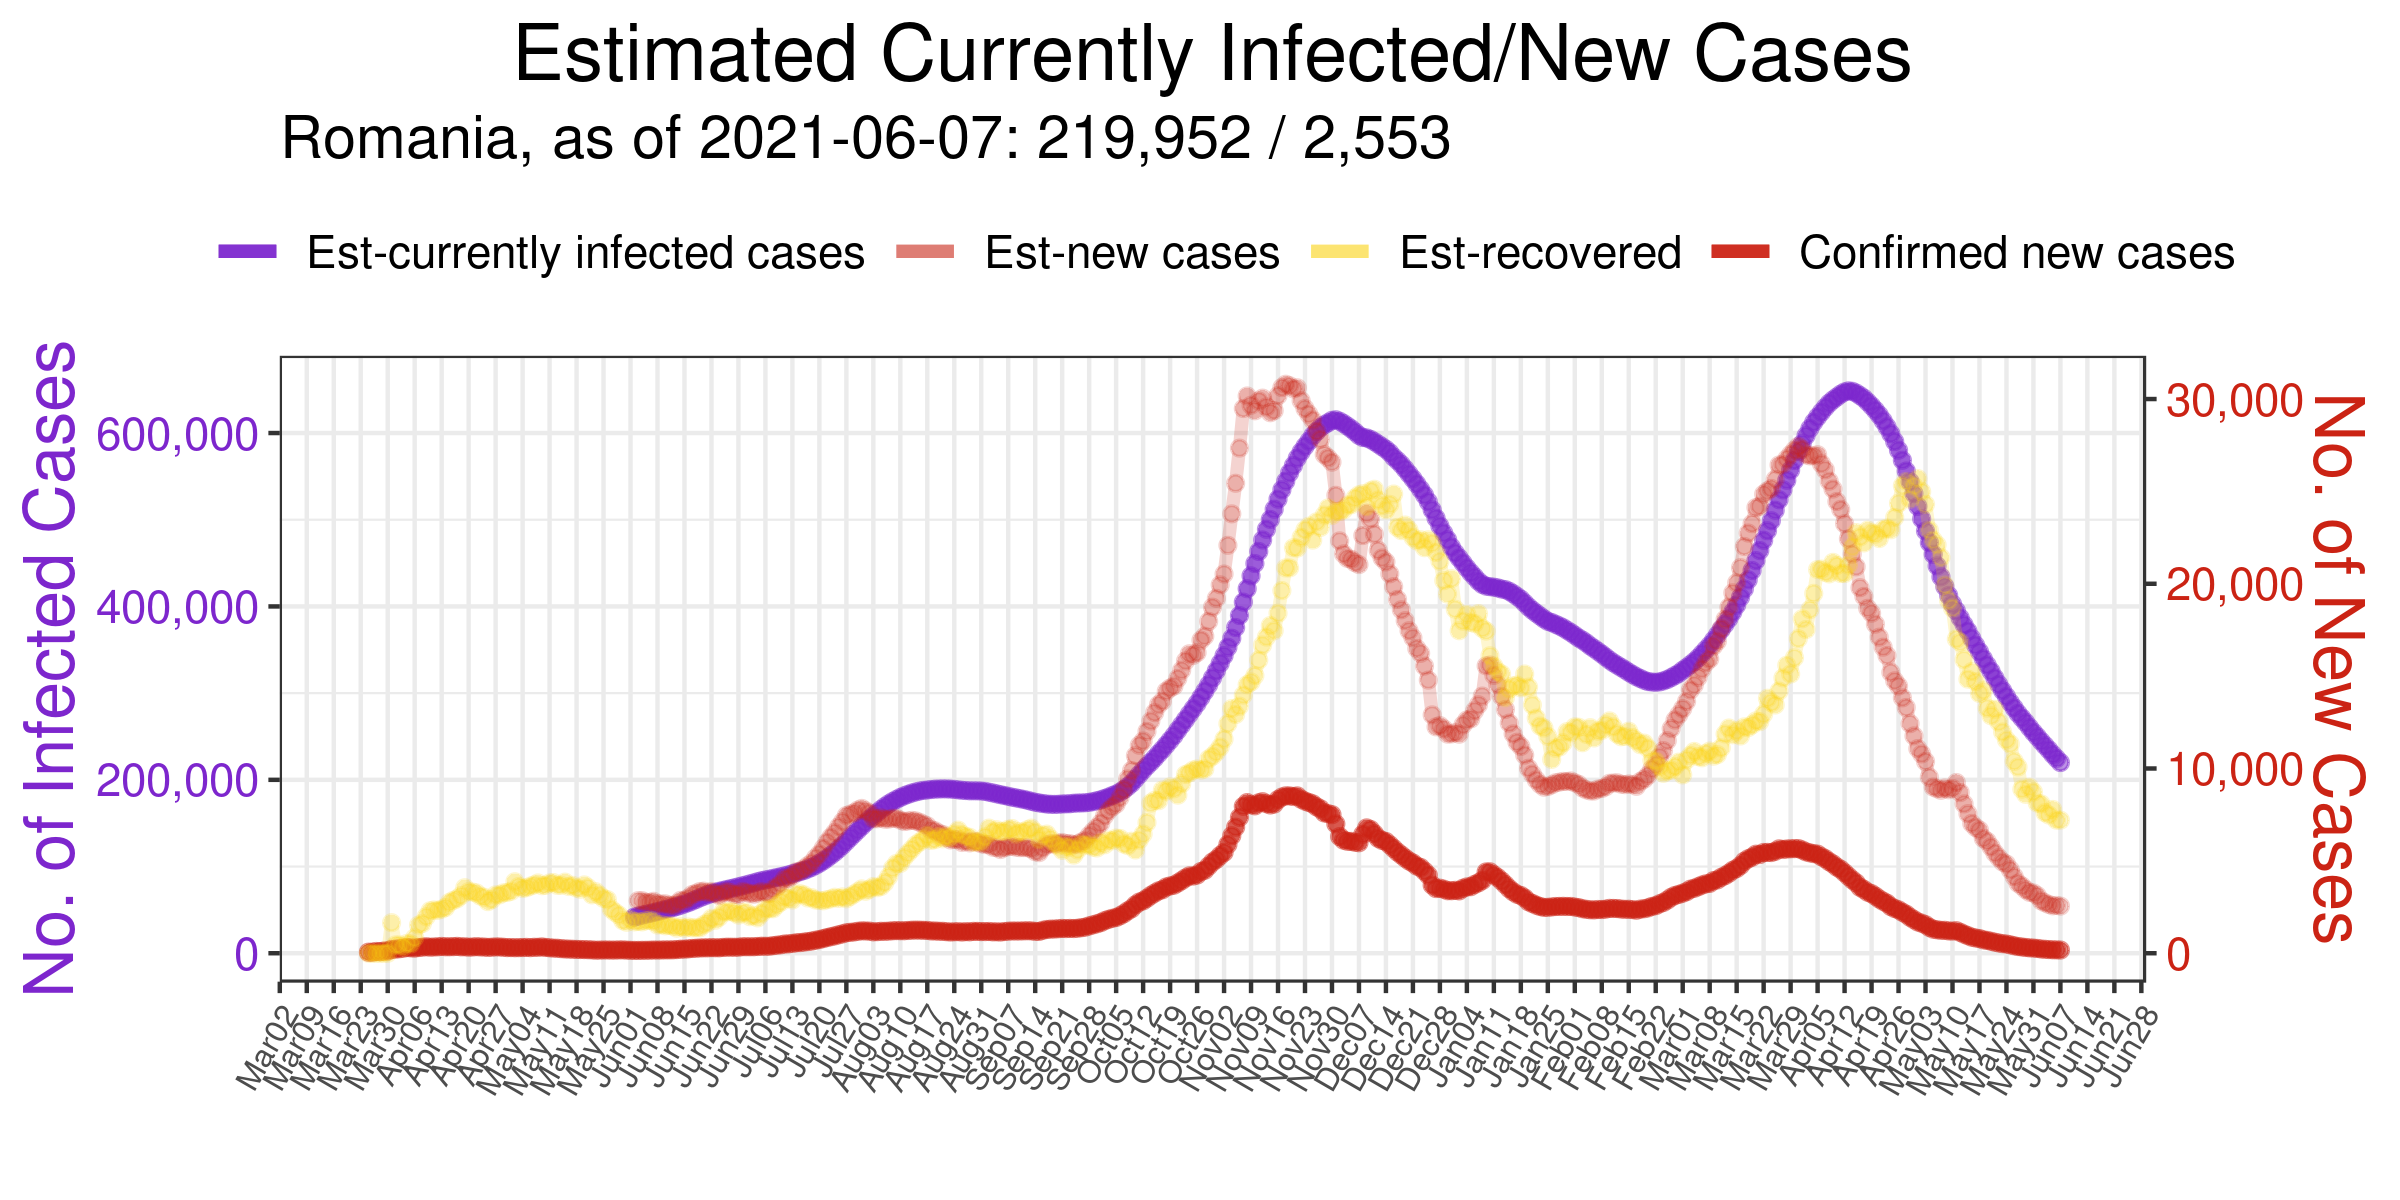 Estimated Currently Infected/New Cases
Romania, as of 2021-06-07: 219,952 / 2,553
Est-currently infected cases Est-new cases Est-recovered Confirmed new cases
No. of Infected Cases
600,000
400,000
200,000
0
30,000
20,000
10,000
0
No. of New Cases
Mar02
Mar09
Mar16
Mar23
Mar30
Apr06
Apr13
Apr20
Apr27
May04
May11
May18
May25
Jun01
Jun08
Jun15
Jun22
Jun29
Jul06
Jul13
Jul20
Jul27
Aug03
Aug10
Aug17
Aug24
Aug31
Sep07
Sep14
Sep21
Sep28
Oct05
Oct12
Oct19
Oct26
Nov02
Nov09
Nov16
Nov23
Nov30
Dec07
Dec14
Dec21
Dec28
Jan04
Jan11
Jan18
Jan25
Feb01
Feb08
Feb15
Feb22
Mar01
Mar08
Mar15
Mar22
Mar29
Apr05
Apr12
Apr19
Apr26
May03
May10
May17
May24
May31
Jun07
Jun14
Jun21
Jun28